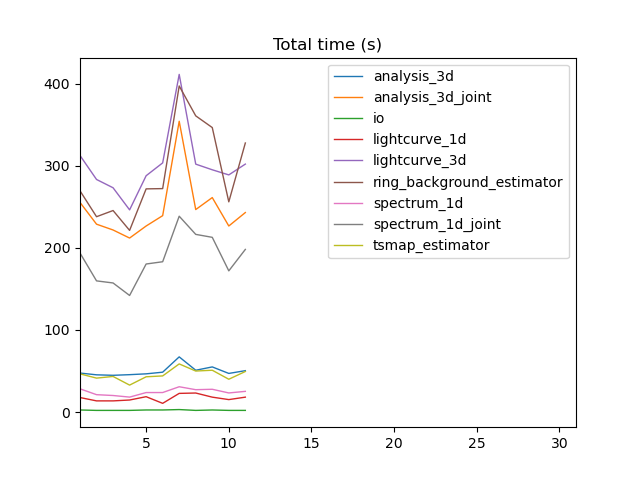 Total time (s)
400
300
200
100
0
5
10
15
20
25
30
analysis_3d
analysis_3d_joint
io
lightcurve_1d
lightcurve_3d
ring_background_estimator
spectrum_1d
spectrum_1d_joint
tsmap_estimator